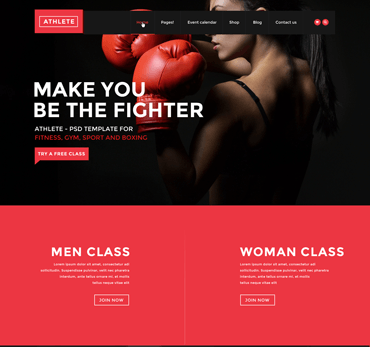 ATHLETE
Home
Pages!
Event calendar
Shop
Blog
Contact us
MAKE YOU
BE THE FIGHTER
ATHLETE - PSD TEMPLATE FOR
FITNESS, GYM, SPORT AND BOXING
TRY A FREE CLASS
MEN CLASS
Lorem ipsum dolor sit amet, consectetur adi
sollicitudin. Suspendisse pulvinar, velit nec pharetra
interdum, ante tellus ornare mi, et mollis
tellus neque vitae elit
JOIN NOW
WOMAN CLASS
Lorem ipsum dolor sit amet, consectetur adi
sollicitudin. Suspendisse pulvinar, velit nec pharetra
interdum, ante tellus ornare mi, et mollis
tellus neque vitae elit
JOIN NOW